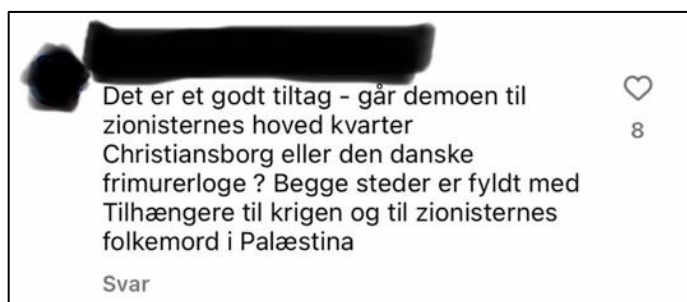 Det er et godt tiltag - går demoen til
zionisternes hoved kvarter
Christiansborg eller den danske
frimurerloge ? Begge steder er fyldt med
Tilhængere til krigen og til zionisternes
folkemord i Palæstina
8
Svar